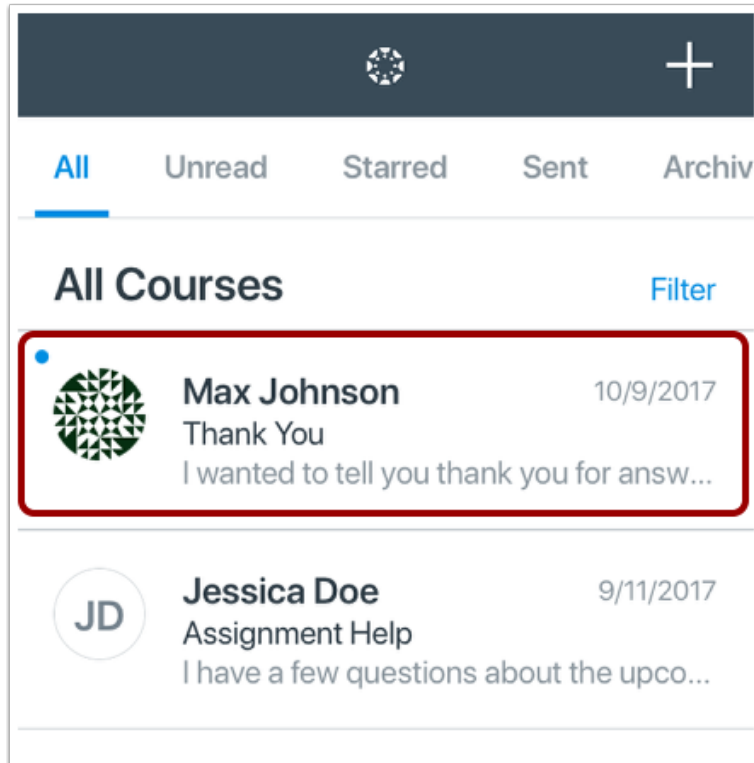 All Unread Starred Sent Archiv
All Courses Filter
Max Johnson 10/9/2017
Thank You
I wanted to tell you thank you for answ...
JD Jessica Doe 9/11/2017
Assignment Help
I have a few questions about the upco...